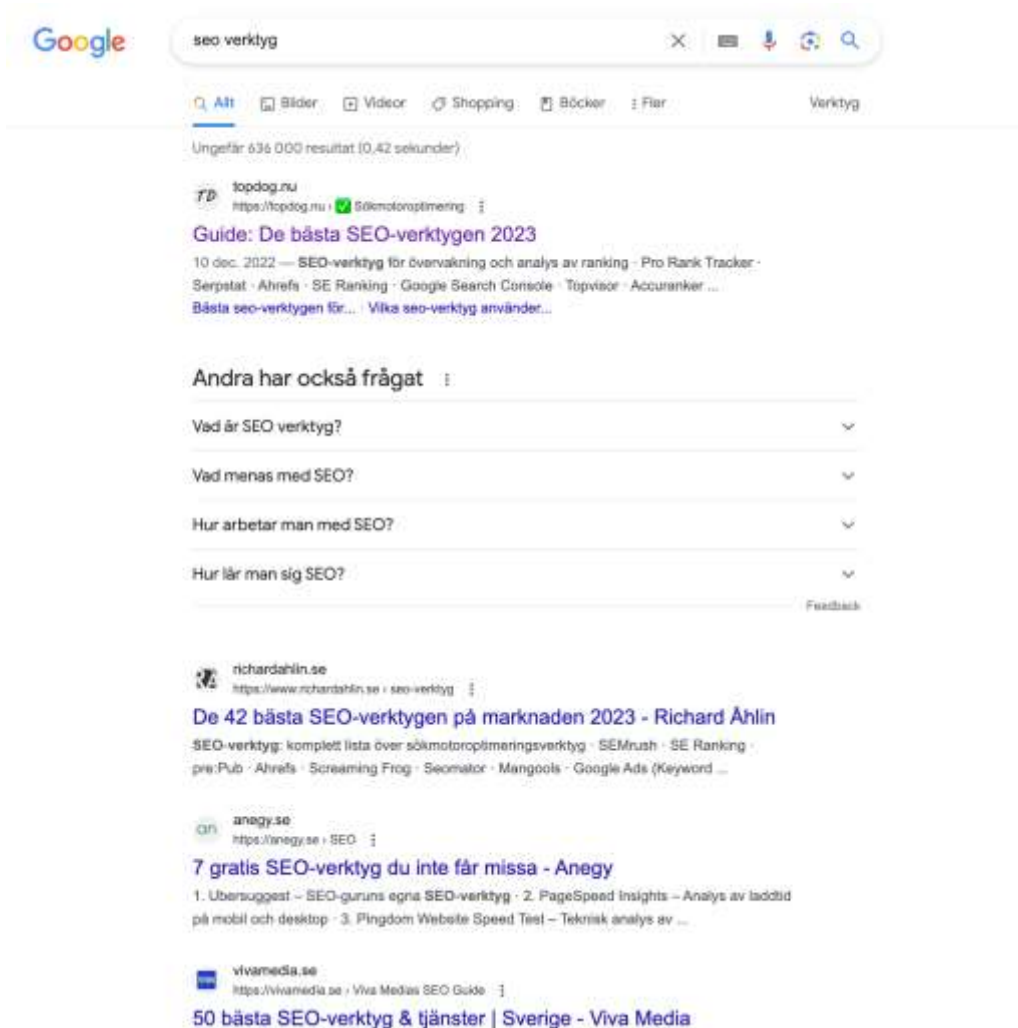 Google
seo verktyg
Allt Bilder Videor Shopping Böcker Fler Verktyg
Ungefär 636 000 resultat (0,42 sekunder)
TD topdog.nu
https://topdog.nu › ✅ Sökmotoroptimering
Guide: De bästa SEO-verktygen 2023
10 dec. 2022 — SEO-verktyg för övervakning och analys av ranking · Pro Rank Tracker ·
Serpstat · Ahrefs · SE Ranking · Google Search Console · Topvisor · Accuranker ...
Bästa seo-verktygen för... · Vilka seo-verktyg använder...
Andra har också frågat
Vad är SEO verktyg?
Vad menas med SEO?
Hur arbetar man med SEO?
Hur lär man sig SEO?
Feedback
richardahlin.se
https://www.richardahlin.se › seo-verktyg
De 42 bästa SEO-verktygen på marknaden 2023 - Richard Åhlin
SEO-verktyg: komplett lista över sökmotoroptimeringsverktyg · SEMrush · SE Ranking ·
pre:Pub · Ahrefs · Screaming Frog · Seomator · Mangools · Google Ads (Keyword ...
an anegy.se
https://anegy.se › SEO
7 gratis SEO-verktyg du inte får missa - Anegy
1. Ubersuggest – SEO-guruns egna SEO-verktyg · 2. PageSpeed Insights – Analys av laddtid
på mobil och desktop · 3. Pingdom Website Speed Test – Teknisk analys av ...
vivamedia.se
https://vivamedia.se › Viva Medias SEO Guide
50 bästa SEO-verktyg & tjänster | Sverige - Viva Media